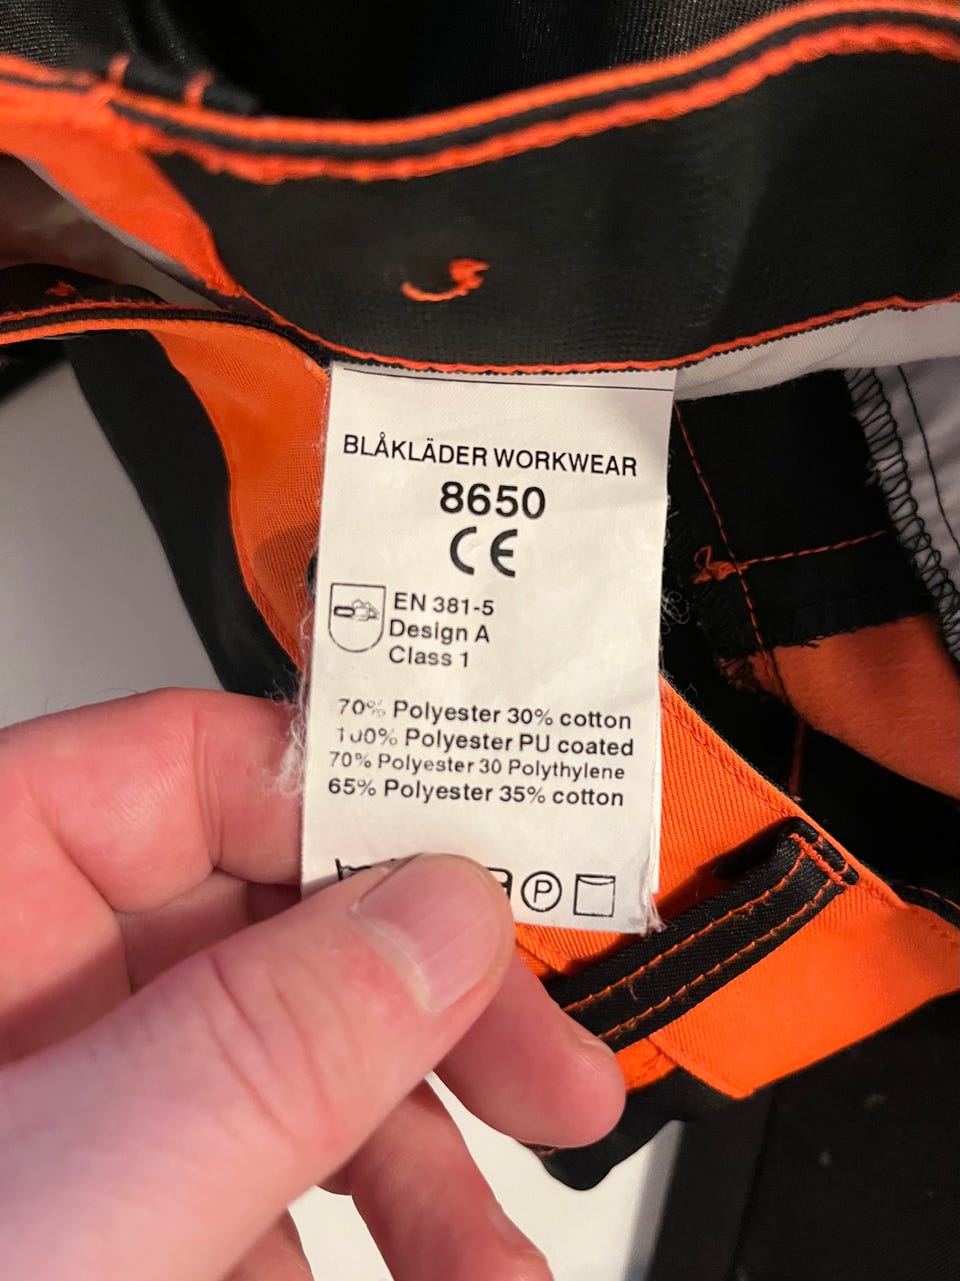 BLÅKLÄDER WORKWEAR
8650
CE
EN 381-5
Design A
Class 1
70% Polyester 30% cotton
100% Polyester PU coated
70% Polyester 30 Polythylene
65% Polyester 35% cotton
P